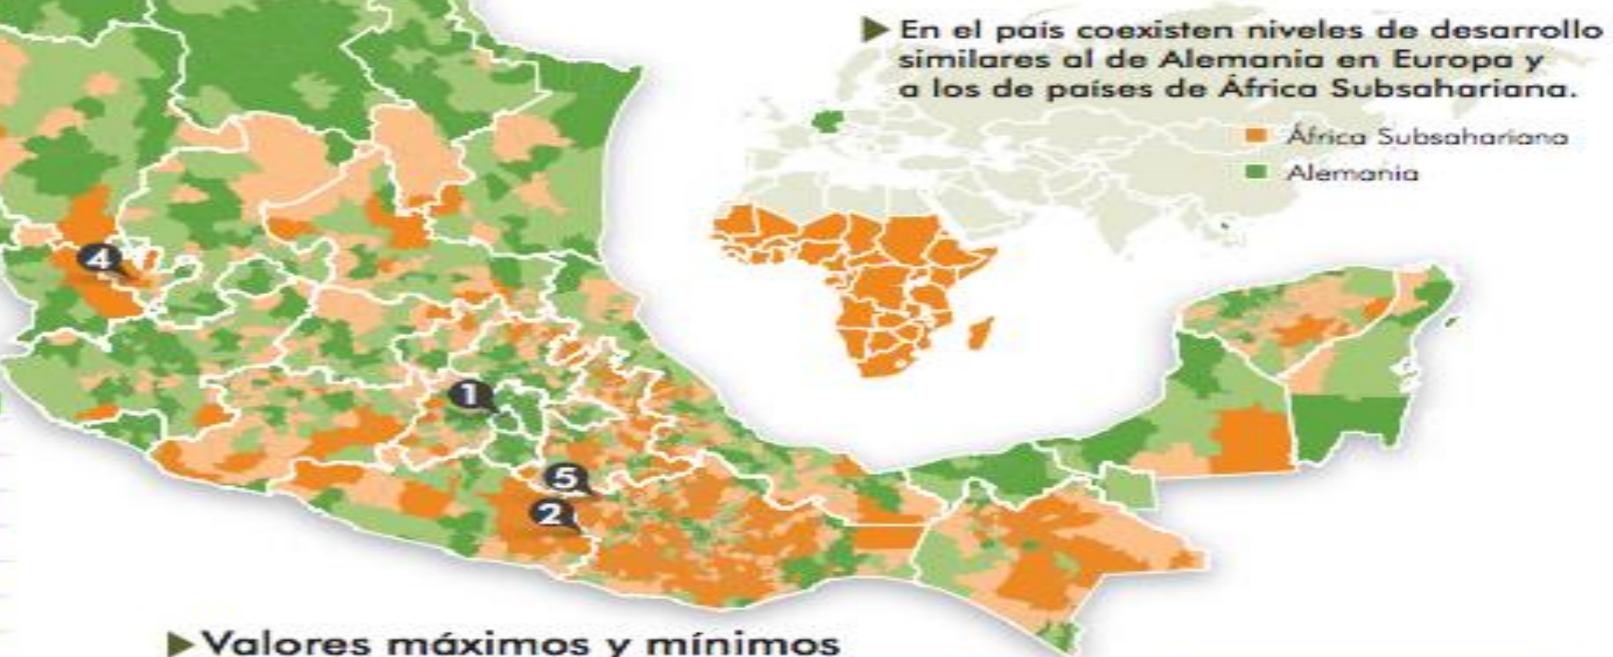 ▶ En el país coexisten niveles de desarrollo
similares al de Alemania en Europa y
a los de países de África Subsahariana.
África Subsahariana
Alemania
4
1
5
2
▶ Valores máximos y mínimos